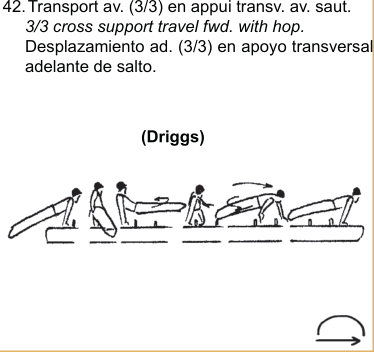 42. Transport av. (3/3) en appui transv. av. saut.
3/3 cross support travel fwd. with hop.
Desplazamiento ad. (3/3) en apoyo transversal
adelante de salto.
(Driggs)